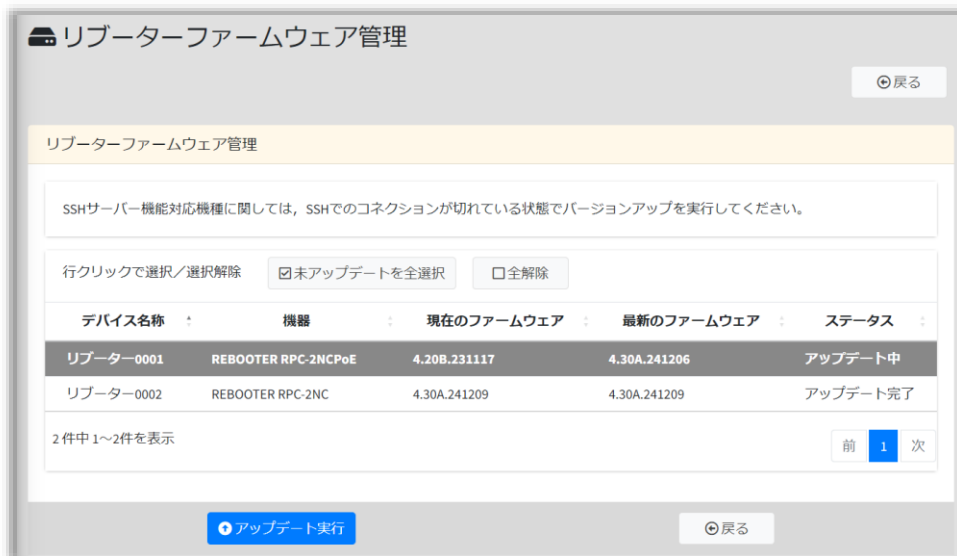 リブーターファームウェア管理
戻る
リブーターファームウェア管理
SSHサーバー機能対応機種に関しては，SSHでのコネクションが切れている状態でバージョンアップを実行してください。
行クリックで選択／選択解除 未アップデートを全選択 全解除
デバイス名称 機器 現在のファームウェア 最新のファームウェア ステータス
リブーター0001 REBOOTER RPC-2NCPoE 4.20B.231117 4.30A.241206 アップデート中
リブーター0002 REBOOTER RPC-2NC 4.30A.241209 4.30A.241209 アップデート完了
2 件中 1～2件を表示
前 1 次
アップデート実行 戻る